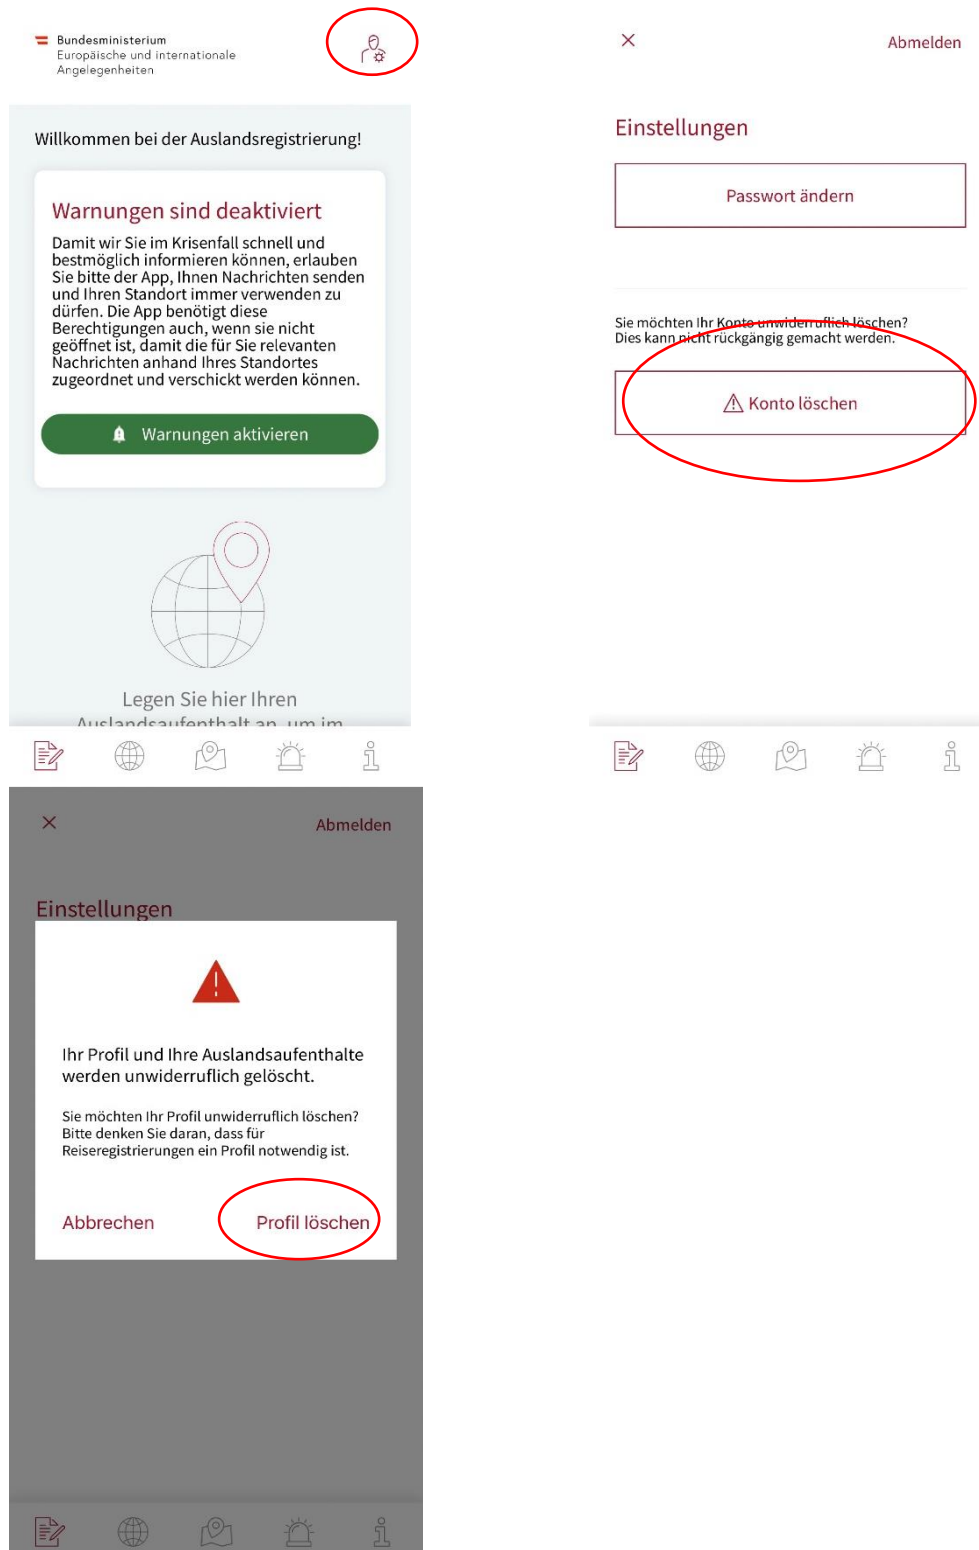 Bundesministerium
Europäische und internationale
Angelegenheiten
Willkommen bei der Auslandsregistrierung!
Warnungen sind deaktiviert
Damit wir Sie im Krisenfall schnell und
bestmöglich informieren können, erlauben
Sie bitte der App, Ihnen Nachrichten senden
und Ihren Standort immer verwenden zu
dürfen. Die App benötigt diese
Berechtigungen auch, wenn sie nicht
geöffnet ist, damit die für Sie relevanten
Nachrichten anhand Ihres Standortes
zugeordnet und verschickt werden können.
Warnungen aktivieren
Legen Sie hier Ihren
Auslandsaufenthalt an, um im
Abmelden
Einstellungen
Passwort ändern
Sie möchten Ihr Konto unwiderruflich löschen?
Dies kann nicht rückgängig gemacht werden.
Konto löschen
Abmelden
Einstellungen
Ihr Profil und Ihre Auslandsaufenthalte
werden unwiderruflich gelöscht.
Sie möchten Ihr Profil unwiderruflich löschen?
Bitte denken Sie daran, dass für
Reiseregistrierungen ein Profil notwendig ist.
Abbrechen Profil löschen